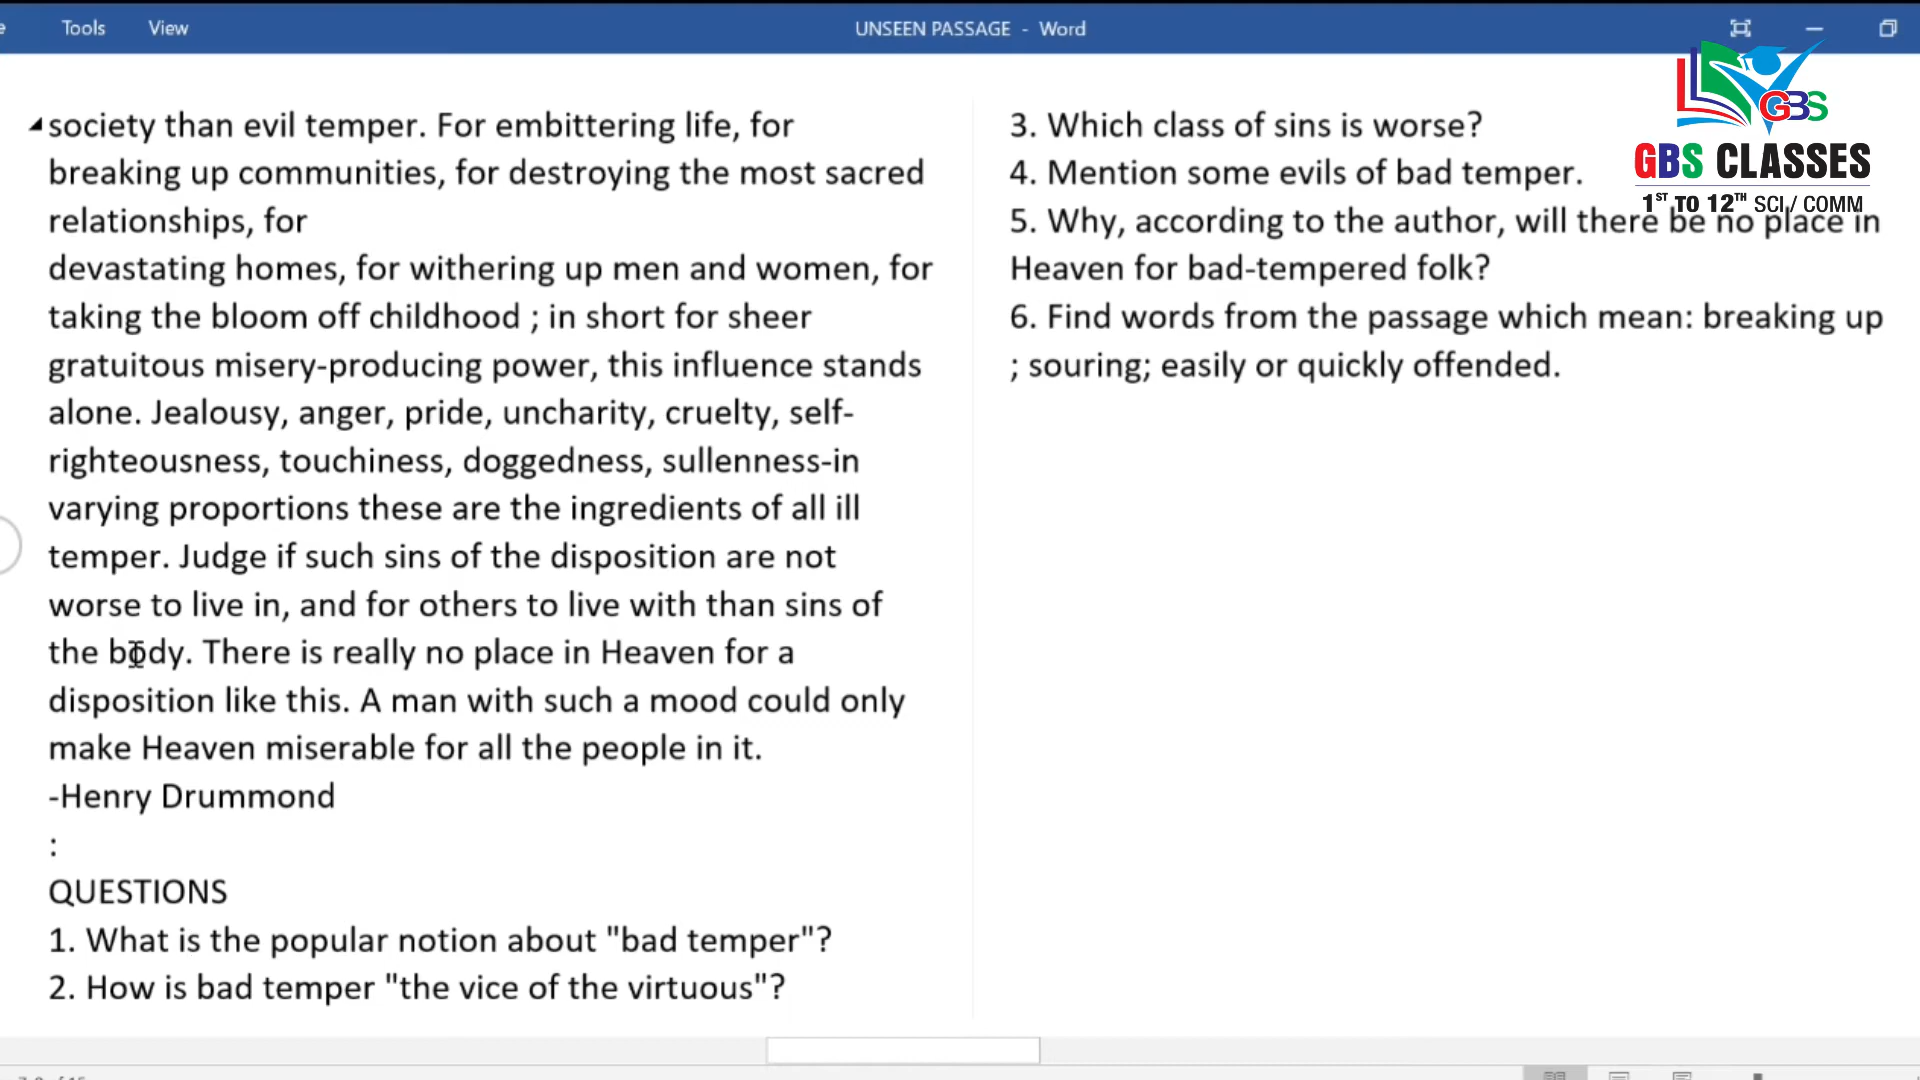 Tools View UNSEEN PASSAGE - Word
society than evil temper. For embittering life, for
breaking up communities, for destroying the most sacred
relationships, for
devastating homes, for withering up men and women, for
taking the bloom off childhood ; in short for sheer
gratuitous misery-producing power, this influence stands
alone. Jealousy, anger, pride, uncharity, cruelty, self-
righteousness, touchiness, doggedness, sullenness-in
varying proportions these are the ingredients of all ill
temper. Judge if such sins of the disposition are not
worse to live in, and for others to live with than sins of
the body. There is really no place in Heaven for a
disposition like this. A man with such a mood could only
make Heaven miserable for all the people in it.
-Henry Drummond
:
QUESTIONS
1. What is the popular notion about "bad temper"?
2. How is bad temper "the vice of the virtuous"?
3. Which class of sins is worse?
4. Mention some evils of bad temper.
5. Why, according to the author, will there be no place in
Heaven for bad-tempered folk?
6. Find words from the passage which mean: breaking up
; souring; easily or quickly offended.
GBS
GBS CLASSES
1ST TO 12TH SCI / COMM